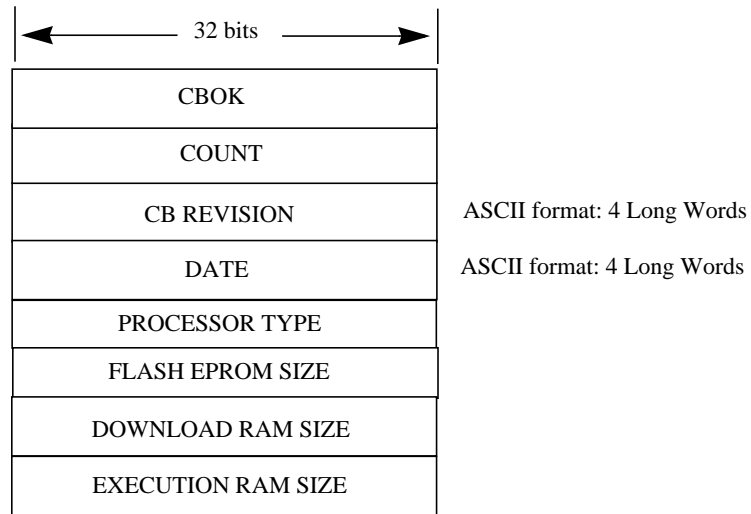 32 bits
CBOK
COUNT
CB REVISION ASCII format: 4 Long Words
DATE ASCII format: 4 Long Words
PROCESSOR TYPE
FLASH EPROM SIZE
DOWNLOAD RAM SIZE
EXECUTION RAM SIZE